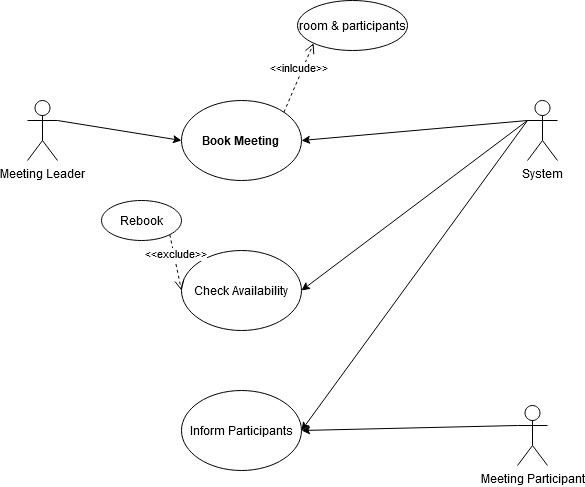 room & participants
<<inlcude>>
Book Meeting
Meeting Leader
System
Rebook
<<exclude>>
Check Availability
Inform Participants
Meeting Participant